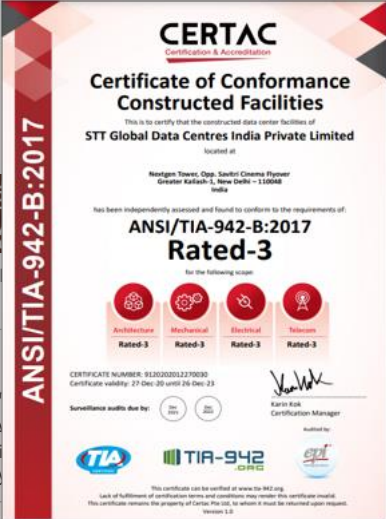 CERTAC
Certification & Accreditation
Certificate of Conformance
Constructed Facilities
This is to certify that the constructed data center facilities of
STT Global Data Centres India Private Limited
located at
Nextgen Tower, Opp. Savitri Cinema Flyover
Greater Kailash-1, New Delhi – 110048
India
has been independently assessed and found to conform to the requirements of:
ANSI/TIA-942-B:2017
Rated-3
for the following scope:
Architecture Mechanical Electrical Telecom
Rated-3 Rated-3 Rated-3 Rated-3
CERTIFICATE NUMBER: 9120202012270030
Certificate validity: 27-Dec-20 until 26-Dec-23
Surveillance audits due by:
Dec
2021
Dec
2022
Karin Kok
Certification Manager
Audited by:
TIA
TIA-942
.ORG
epi
This certificate can be verified at www.tia-942.org.
Lack of fulfillment of certification terms and conditions may render this certificate invalid.
This certificate remains the property of Certac Pte Ltd, to whom it must be returned upon request.
Version 1.0
ANSI/TIA-942-B:2017